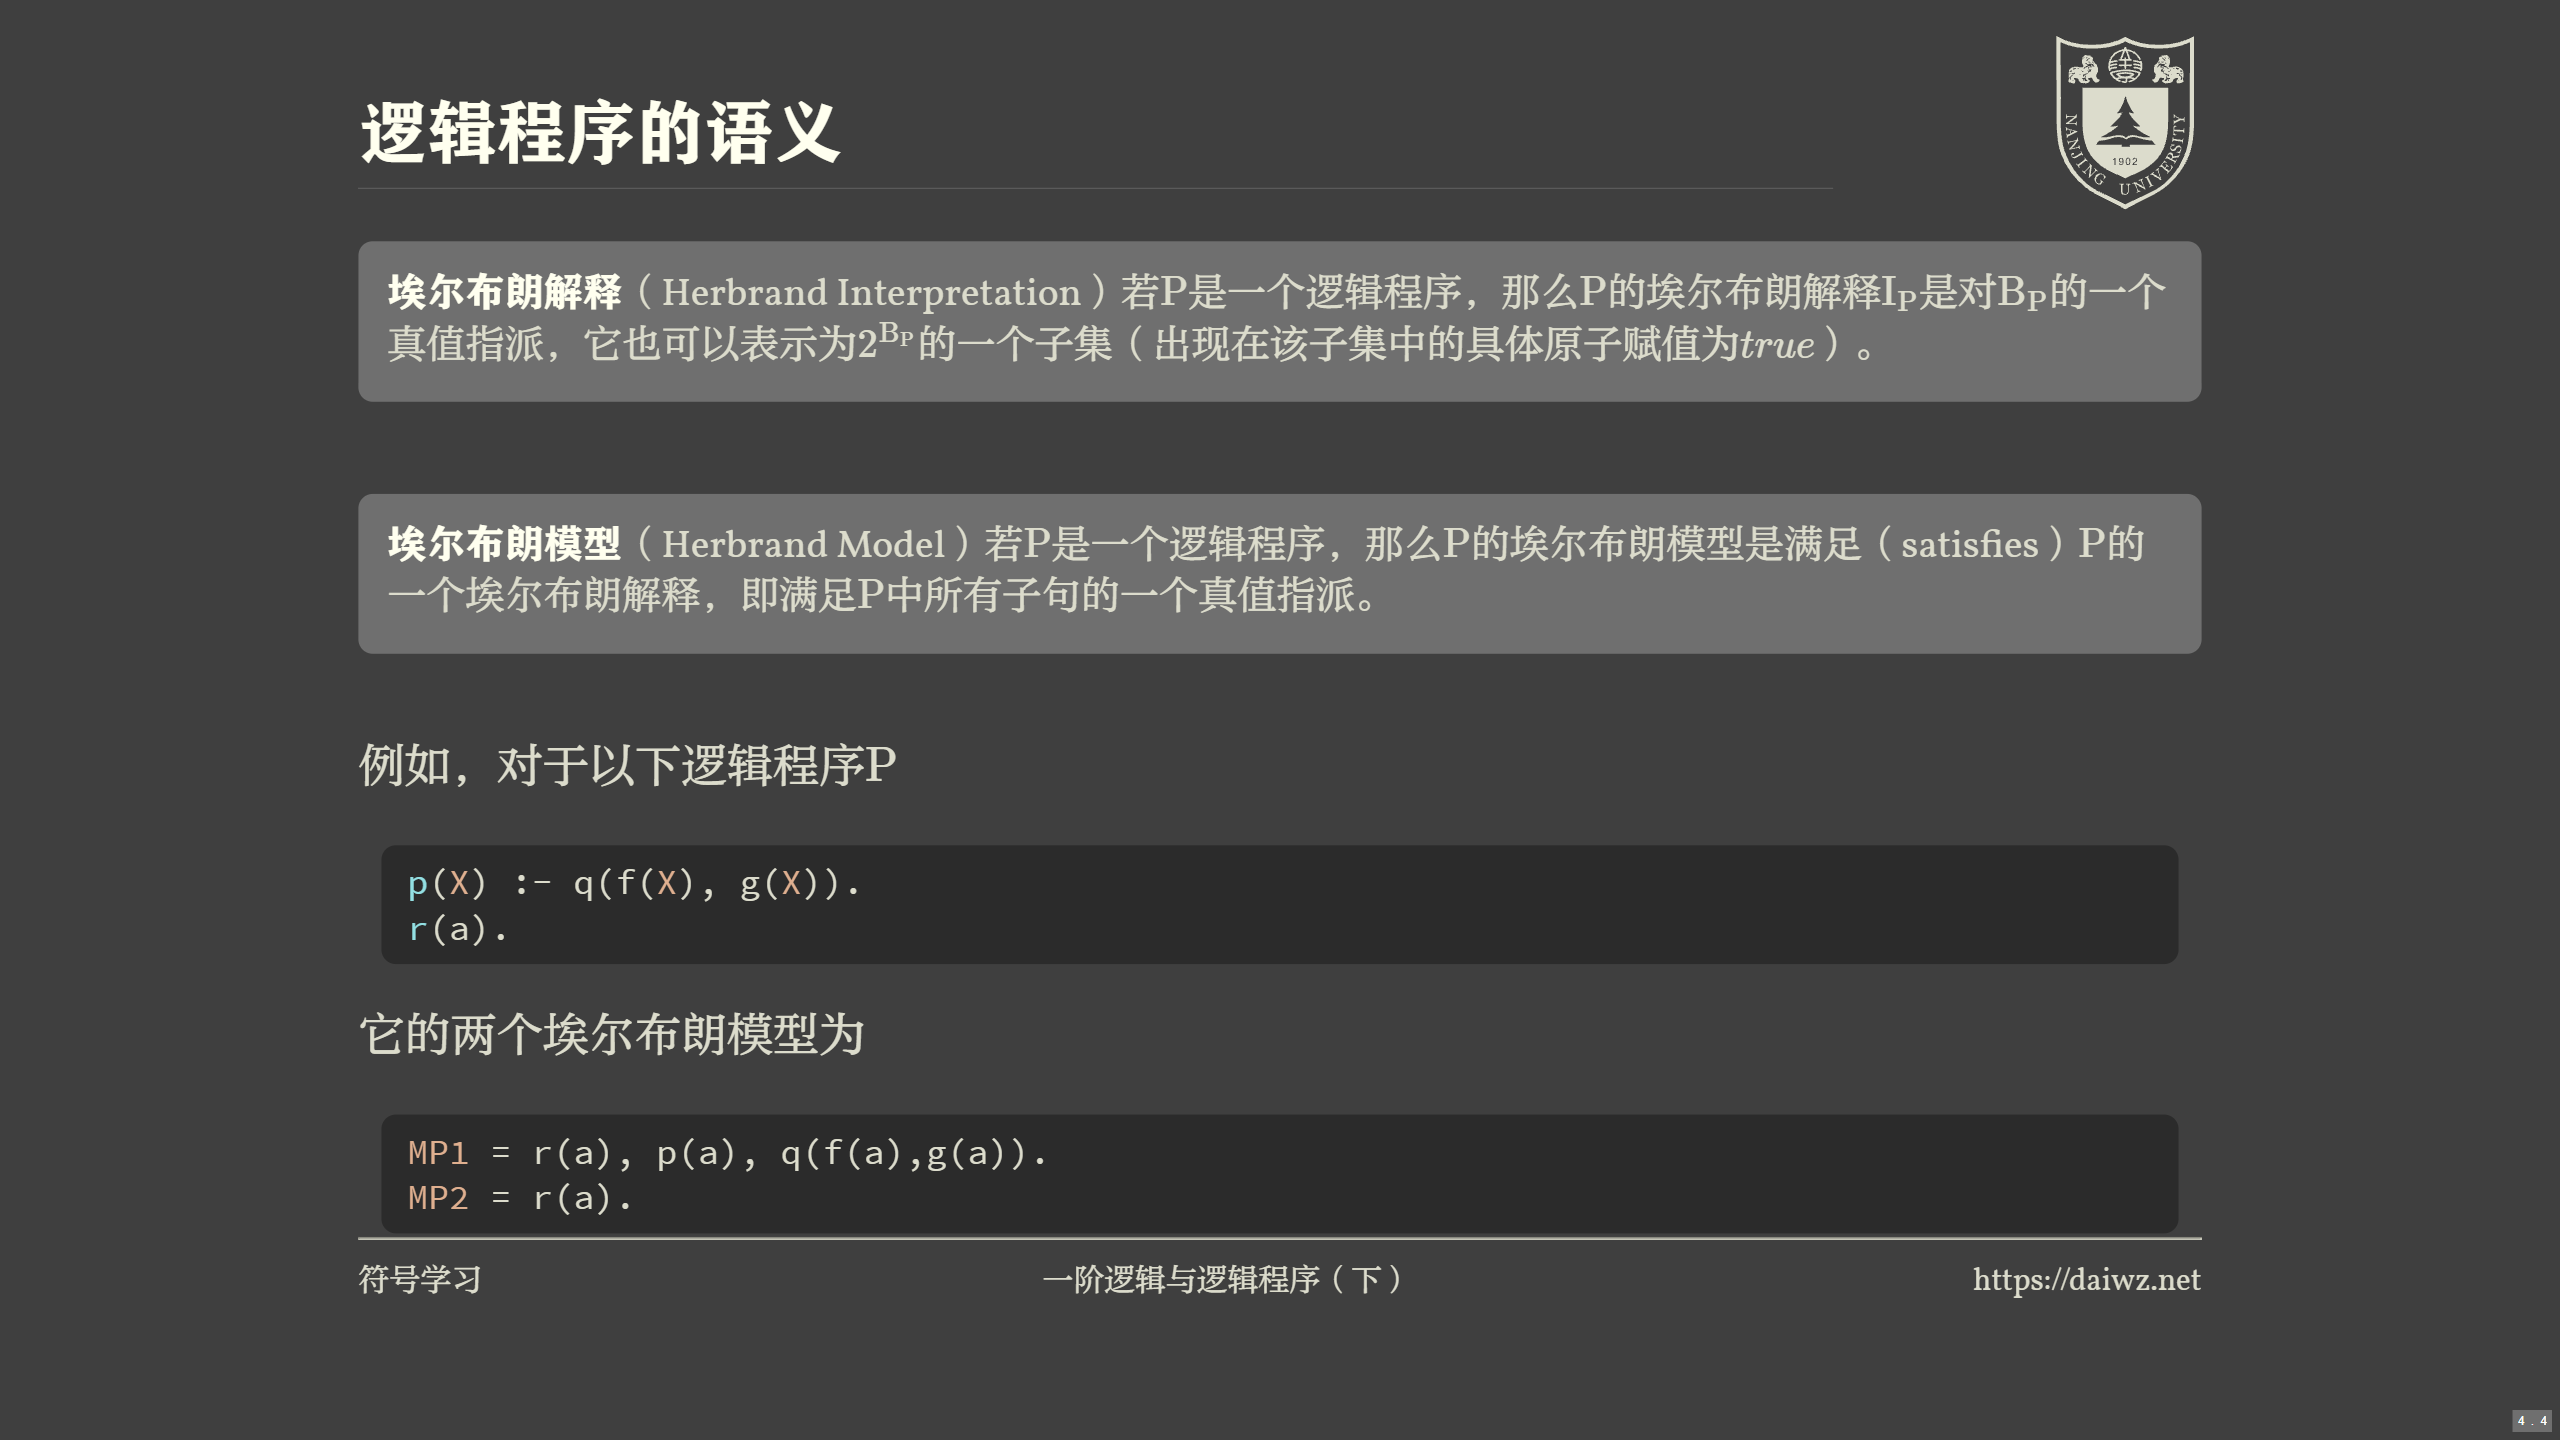 逻辑程序的语义
NANJING UNIVERSITY
1902
埃尔布朗解释（Herbrand Interpretation）若P是一个逻辑程序，那么P的埃尔布朗解释I_P是对B_P的一个
真值指派，它也可以表示为2^{B_P}的一个子集（出现在该子集中的具体原子赋值为true）。
埃尔布朗模型（Herbrand Model）若P是一个逻辑程序，那么P的埃尔布朗模型是满足（satisfies）P的
一个埃尔布朗解释，即满足P中所有子句的一个真值指派。
例如，对于以下逻辑程序P
p(X) :- q(f(X), g(X)).
r(a).
它的两个埃尔布朗模型为
MP1 = r(a), p(a), q(f(a),g(a)).
MP2 = r(a).
符号学习
一阶逻辑与逻辑程序（下）
https://daiwz.net
4.4